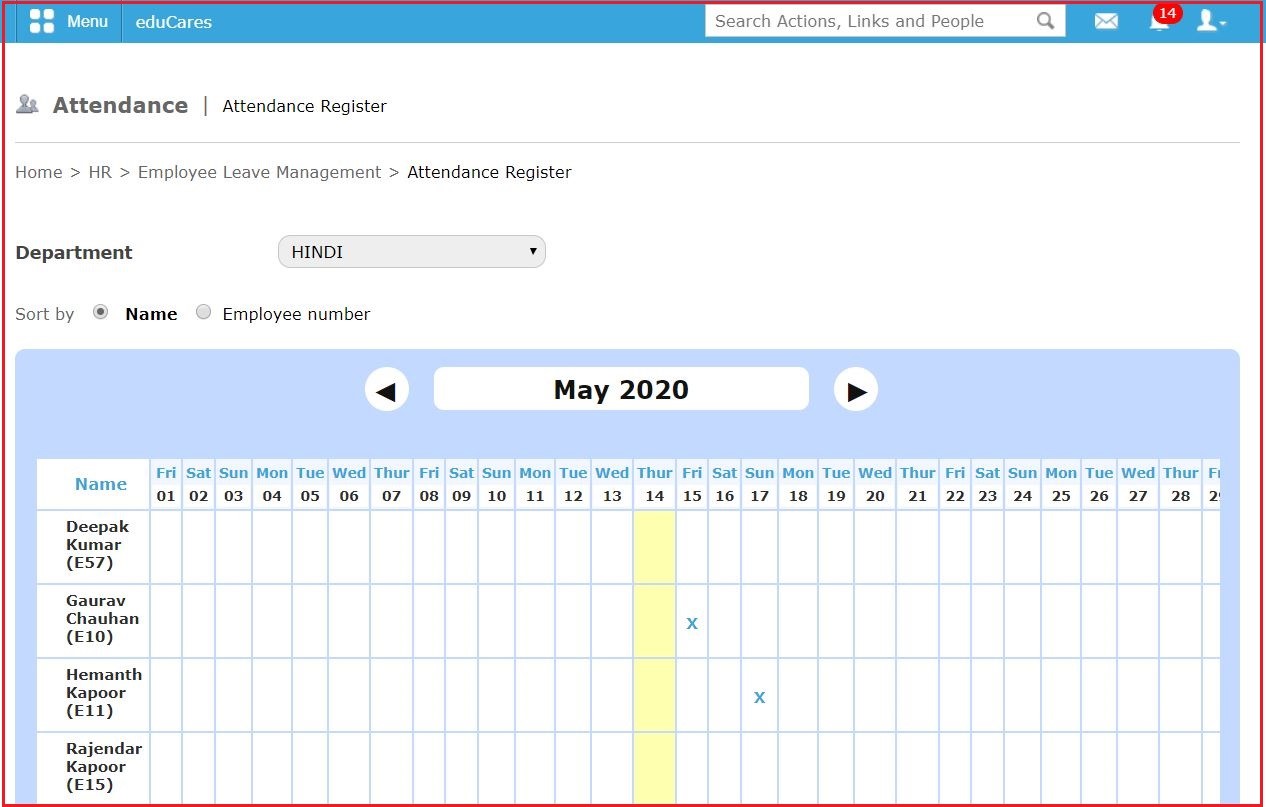 Menu eduCares Search Actions, Links and People 14
Attendance | Attendance Register
Home > HR > Employee Leave Management > Attendance Register
Department HINDI
Sort by Name Employee number
May 2020
Name Fri Sat Sun Mon Tue Wed Thur Fri Sat Sun Mon Tue Wed Thur Fri Sat Sun Mon Tue Wed Thur Fri Sat Sun Mon Tue Wed Thur
01 02 03 04 05 06 07 08 09 10 11 12 13 14 15 16 17 18 19 20 21 22 23 24 25 26 27 28
Deepak
Kumar
(E57)
Gaurav
Chauhan
(E10)
X
Hemanth
Kapoor
(E11)
X
Rajendar
Kapoor
(E15)